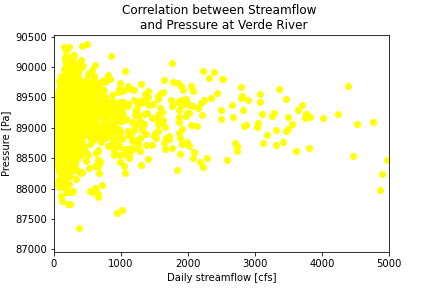 Correlation between Streamflow
and Pressure at Verde River
90500
90000
89500
89000
88500
88000
87500
87000
Pressure [Pa]
0 1000 2000 3000 4000 5000
Daily streamflow [cfs]